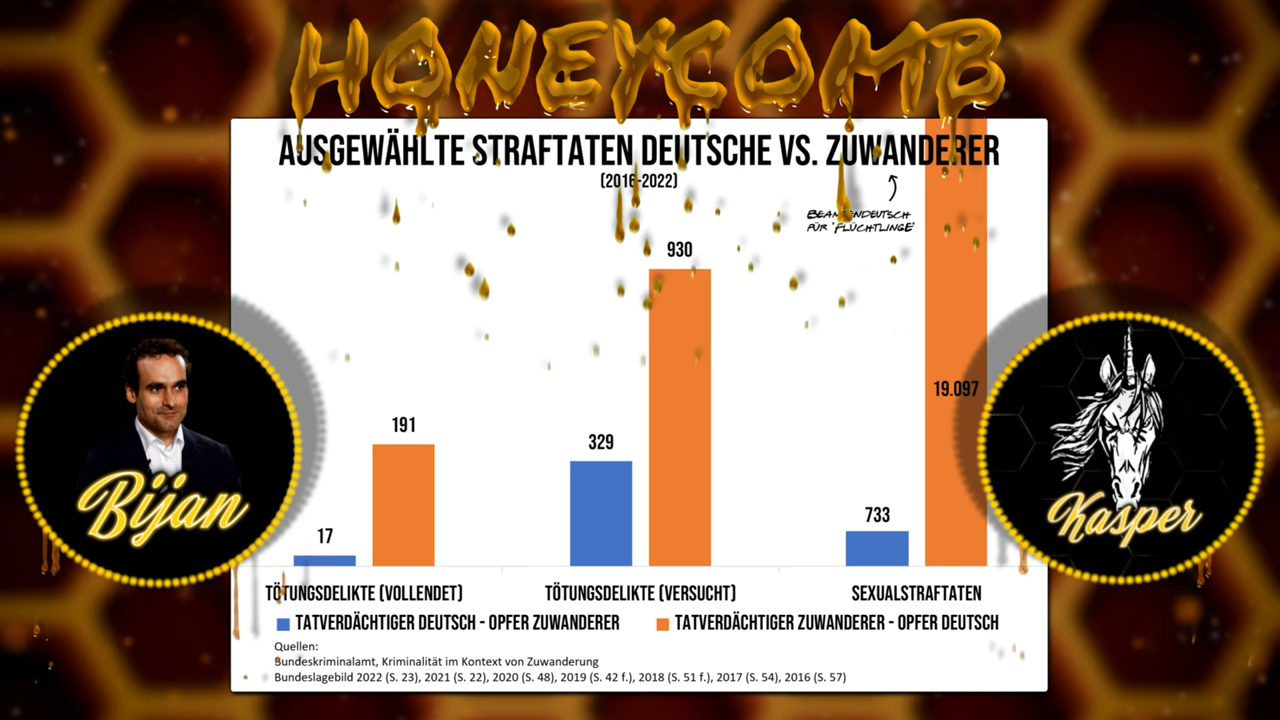 HONEYCOMB
AUSGEWÄHLTE STRAFTATEN DEUTSCHE VS. ZUWANDERER
(2016-2022)
BEAMTENDEUTSCH
FÜR "FLÜCHTLINGE"
930
19.097
191
329
733
17
Bijan
Kasper
TÖTUNGSDELIKTE (VOLLENDET)
TÖTUNGSDELIKTE (VERSUCHT)
SEXUALSTRAFTATEN
TATVERDÄCHTIGER DEUTSCH - OPFER ZUWANDERER
TATVERDÄCHTIGER ZUWANDERER - OPFER DEUTSCH
Quellen:
Bundeskriminalamt, Kriminalität im Kontext von Zuwanderung
Bundeslagebild 2022 (S. 23), 2021 (S. 22), 2020 (S. 48), 2019 (S. 42 f.), 2018 (S. 51 f.), 2017 (S. 54), 2016 (S. 57)